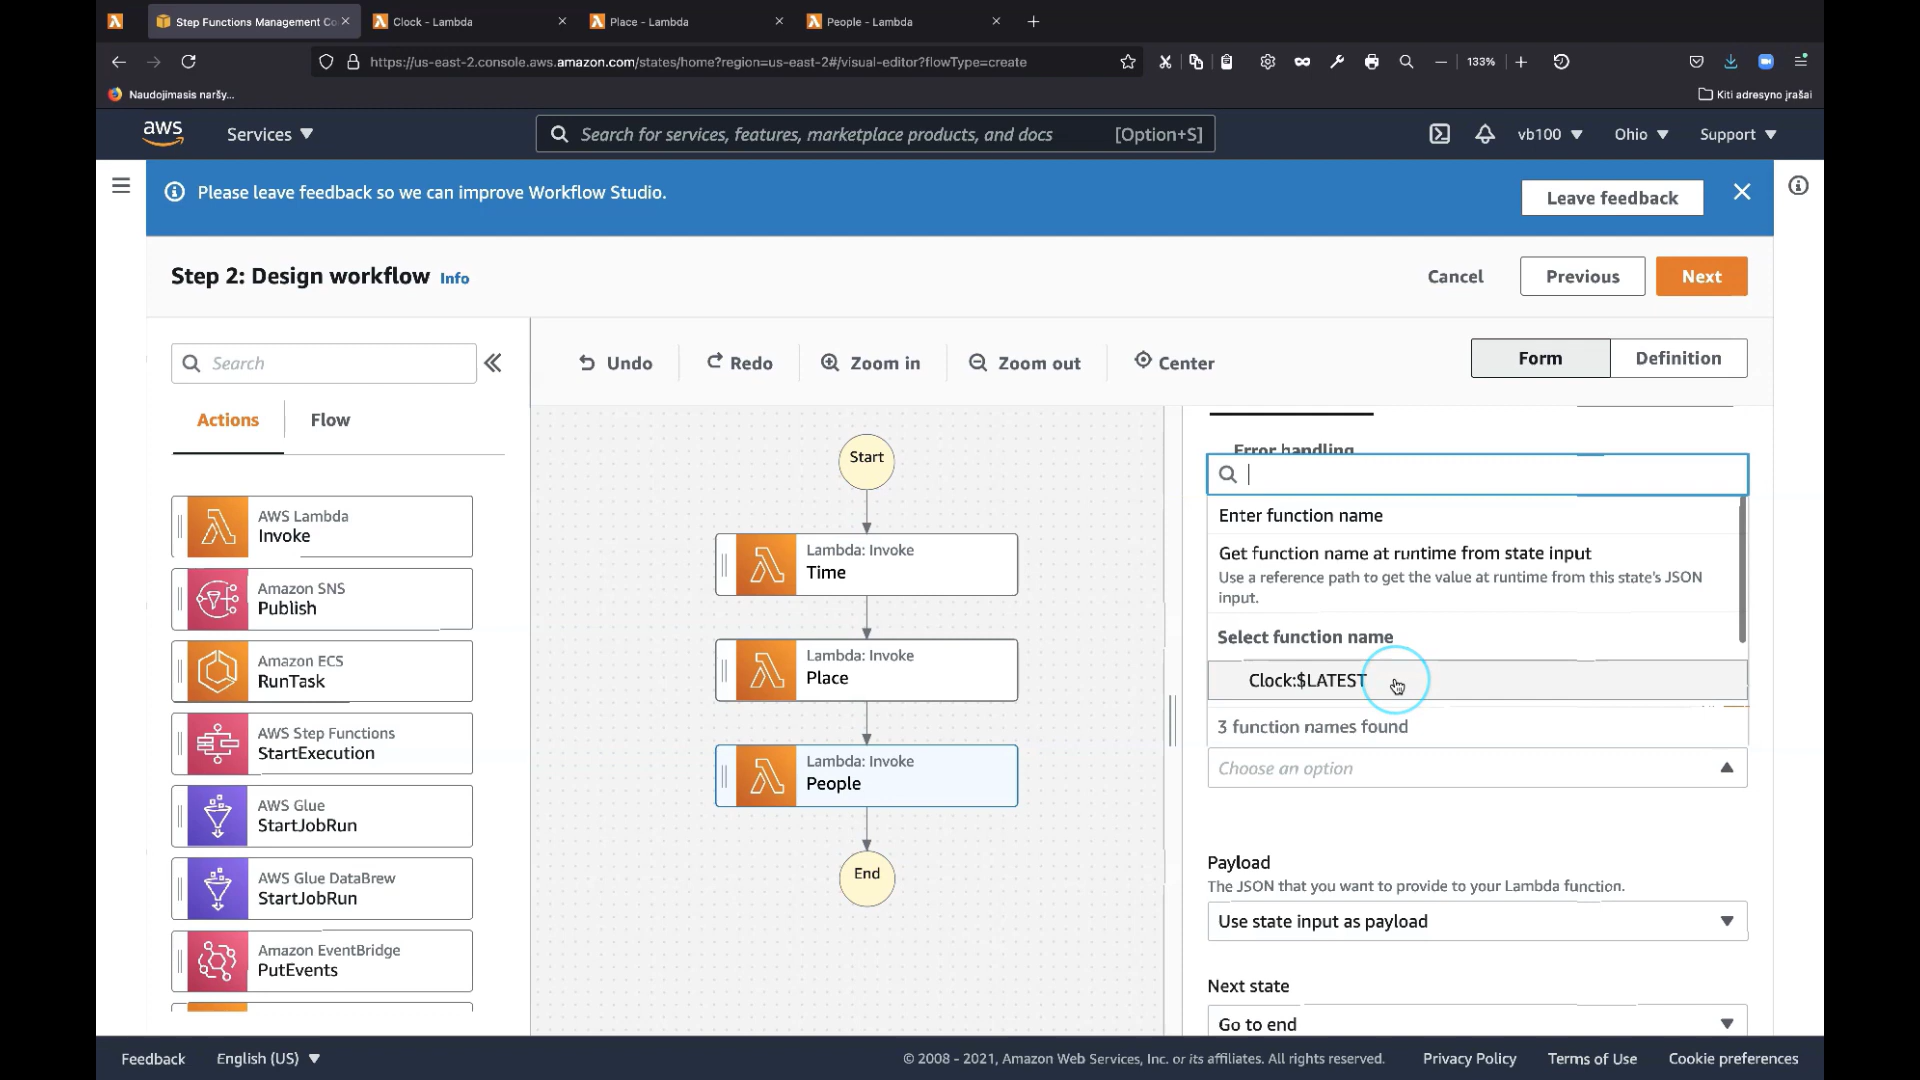 Step Functions Management Co
Clock - Lambda
Place - Lambda
People - Lambda
https://us-east-2.console.aws.amazon.com/states/home?region=us-east-2#/visual-editor?flowType=create
133%
Naudojimasis naršy...
Kiti adresyno įrašai
aws
Services
Search for services, features, marketplace products, and docs
[Option+S]
vb100
Ohio
Support
Please leave feedback so we can improve Workflow Studio.
Leave feedback
Step 2: Design workflow
Info
Cancel
Previous
Next
Search
Undo
Redo
Zoom in
Zoom out
Center
Form
Definition
Actions
Flow
AWS Lambda
Invoke
Amazon SNS
Publish
Amazon ECS
RunTask
AWS Step Functions
StartExecution
AWS Glue
StartJobRun
AWS Glue DataBrew
StartJobRun
Amazon EventBridge
PutEvents
Start
Lambda: Invoke
Time
Lambda: Invoke
Place
Lambda: Invoke
People
End
Error handling
Enter function name
Get function name at runtime from state input
Use a reference path to get the value at runtime from this state's JSON
input.
Select function name
Clock:$LATEST
3 function names found
Choose an option
Payload
The JSON that you want to provide to your Lambda function.
Use state input as payload
Next state
Go to end
Feedback
English (US)
© 2008 - 2021, Amazon Web Services, Inc. or its affiliates. All rights reserved.
Privacy Policy
Terms of Use
Cookie preferences